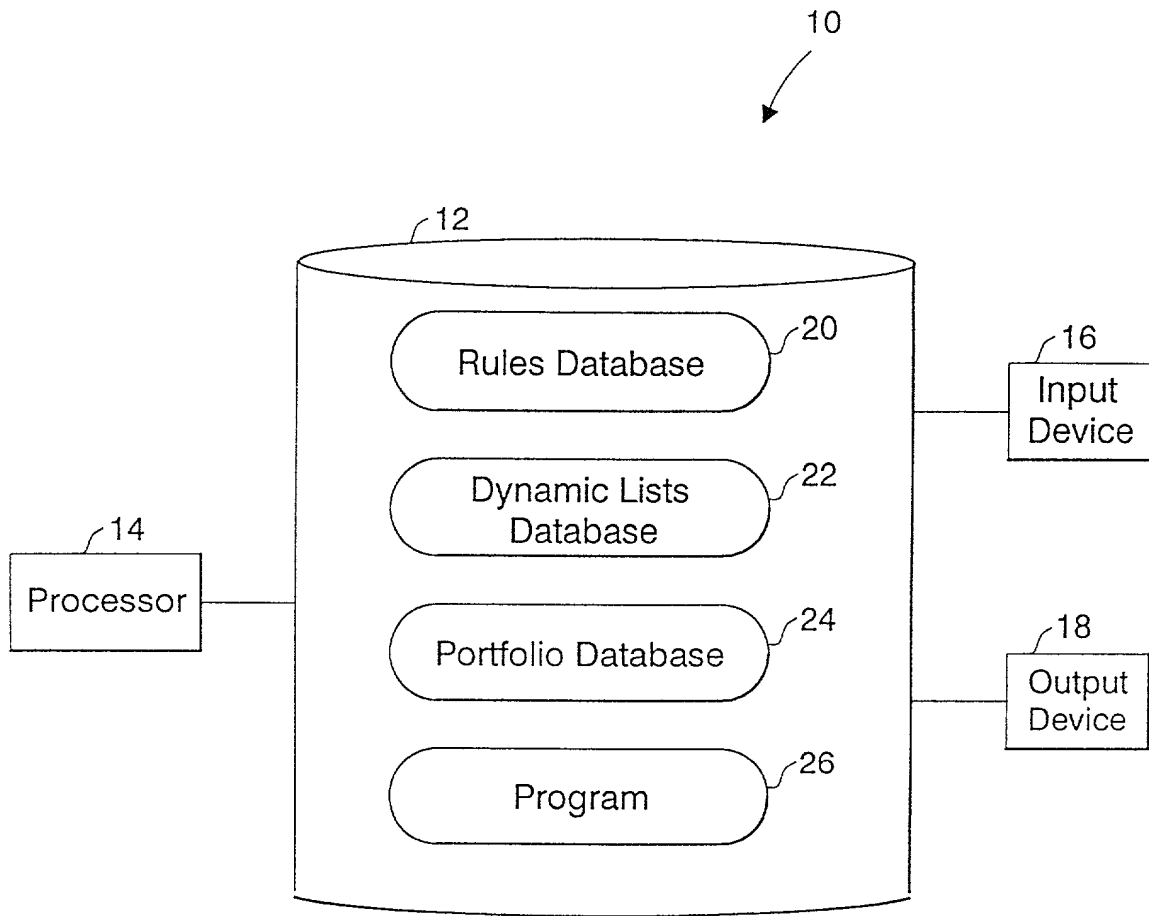 10
12
Rules Database
20
16
Input
Device
Dynamic Lists
Database
22
14
Processor
Portfolio Database
24
18
Output
Device
Program
26